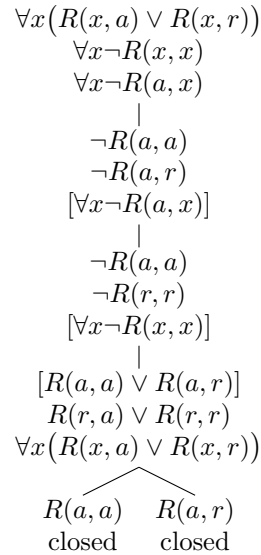 ∀x(R(x, a) ∨ R(x, r))
∀x¬R(x, x)
∀x¬R(a, x)
¬R(a, a)
¬R(a, r)
[∀x¬R(a, x)]
¬R(a, a)
¬R(r, r)
[∀x¬R(x, x)]
[R(a, a) ∨ R(a, r)]
R(r, a) ∨ R(r, r)
∀x(R(x, a) ∨ R(x, r))
R(a, a) R(a, r)
closed closed